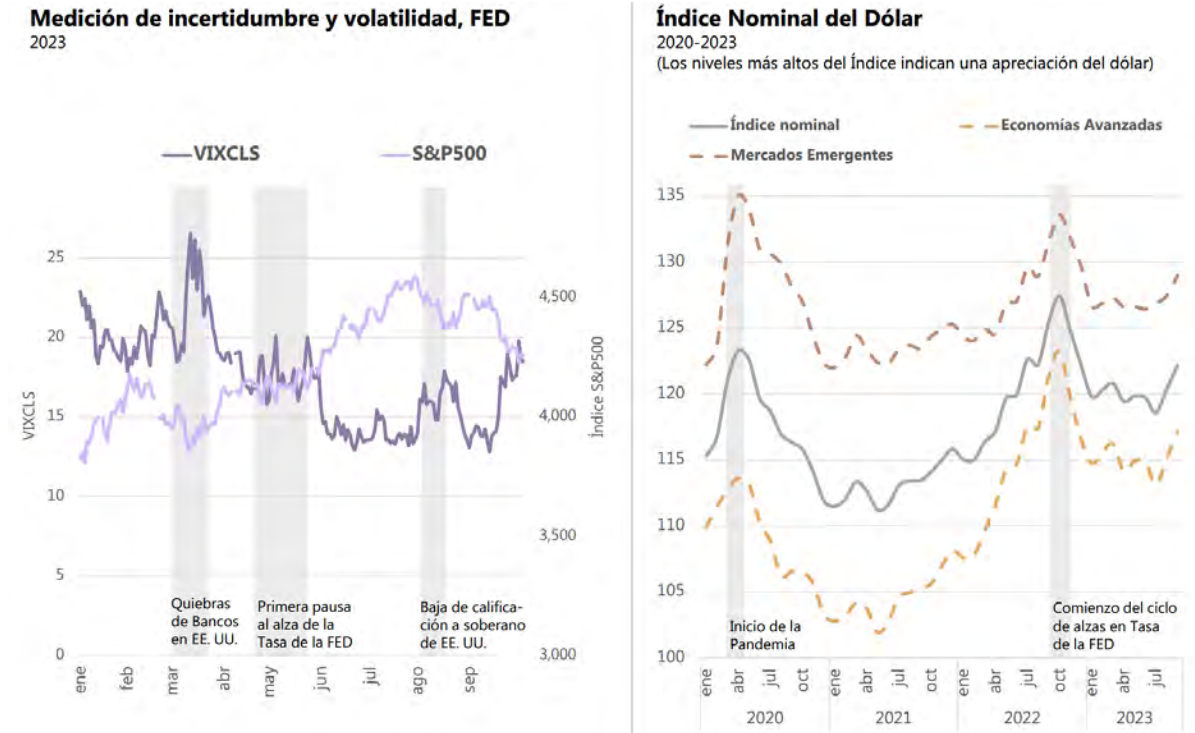 Medición de incertidumbre y volatilidad, FED
2023
VIXCLS
S&P500
25
20
15
10
5
0
VIXCLS
4,500
4,000
3,500
3,000
Índice S&P500
Quiebras
de Bancos
en EE. UU.
Primera pausa
al alza de la
Tasa de la FED
Baja de califica-
ción a soberano
de EE. UU.
ene
feb
mar
abr
may
jun
jul
ago
sep
Índice Nominal del Dólar
2020-2023
(Los niveles más altos del Índice indican una apreciación del dólar)
Índice nominal
Economías Avanzadas
Mercados Emergentes
135
130
125
120
115
110
105
100
Inicio de la
Pandemia
Comienzo del ciclo
de alzas en Tasa
de la FED
ene
abr
jul
oct
ene
abr
jul
oct
ene
abr
jul
oct
ene
abr
jul
2020
2021
2022
2023